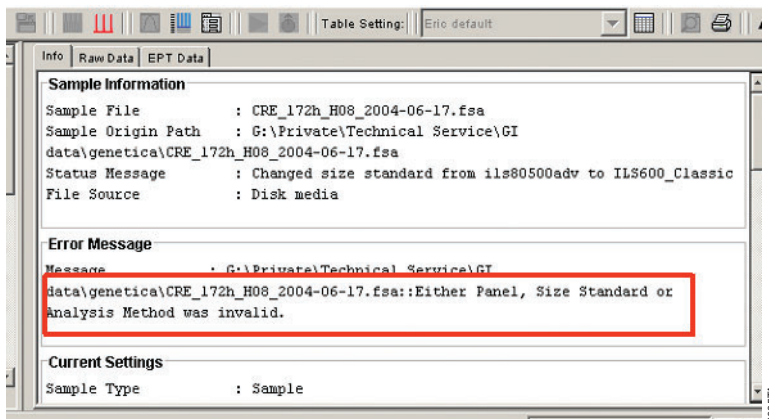 Table Setting: Eric default
Info Raw Data EPT Data
Sample Information
Sample File : CRE_172h_H08_2004-06-17.fsa
Sample Origin Path : G:\Private\Technical Service\GI
data\genetica\CRE_172h_H08_2004-06-17.fsa
Status Message : Changed size standard from ils80500adv to ILS600_Classic
File Source : Disk media
Error Message
Message : G:\Private\Technical Service\GI
data\genetica\CRE_172h_H08_2004-06-17.fsa::Either Panel, Size Standard or
Analysis Method was invalid.
Current Settings
Sample Type : Sample